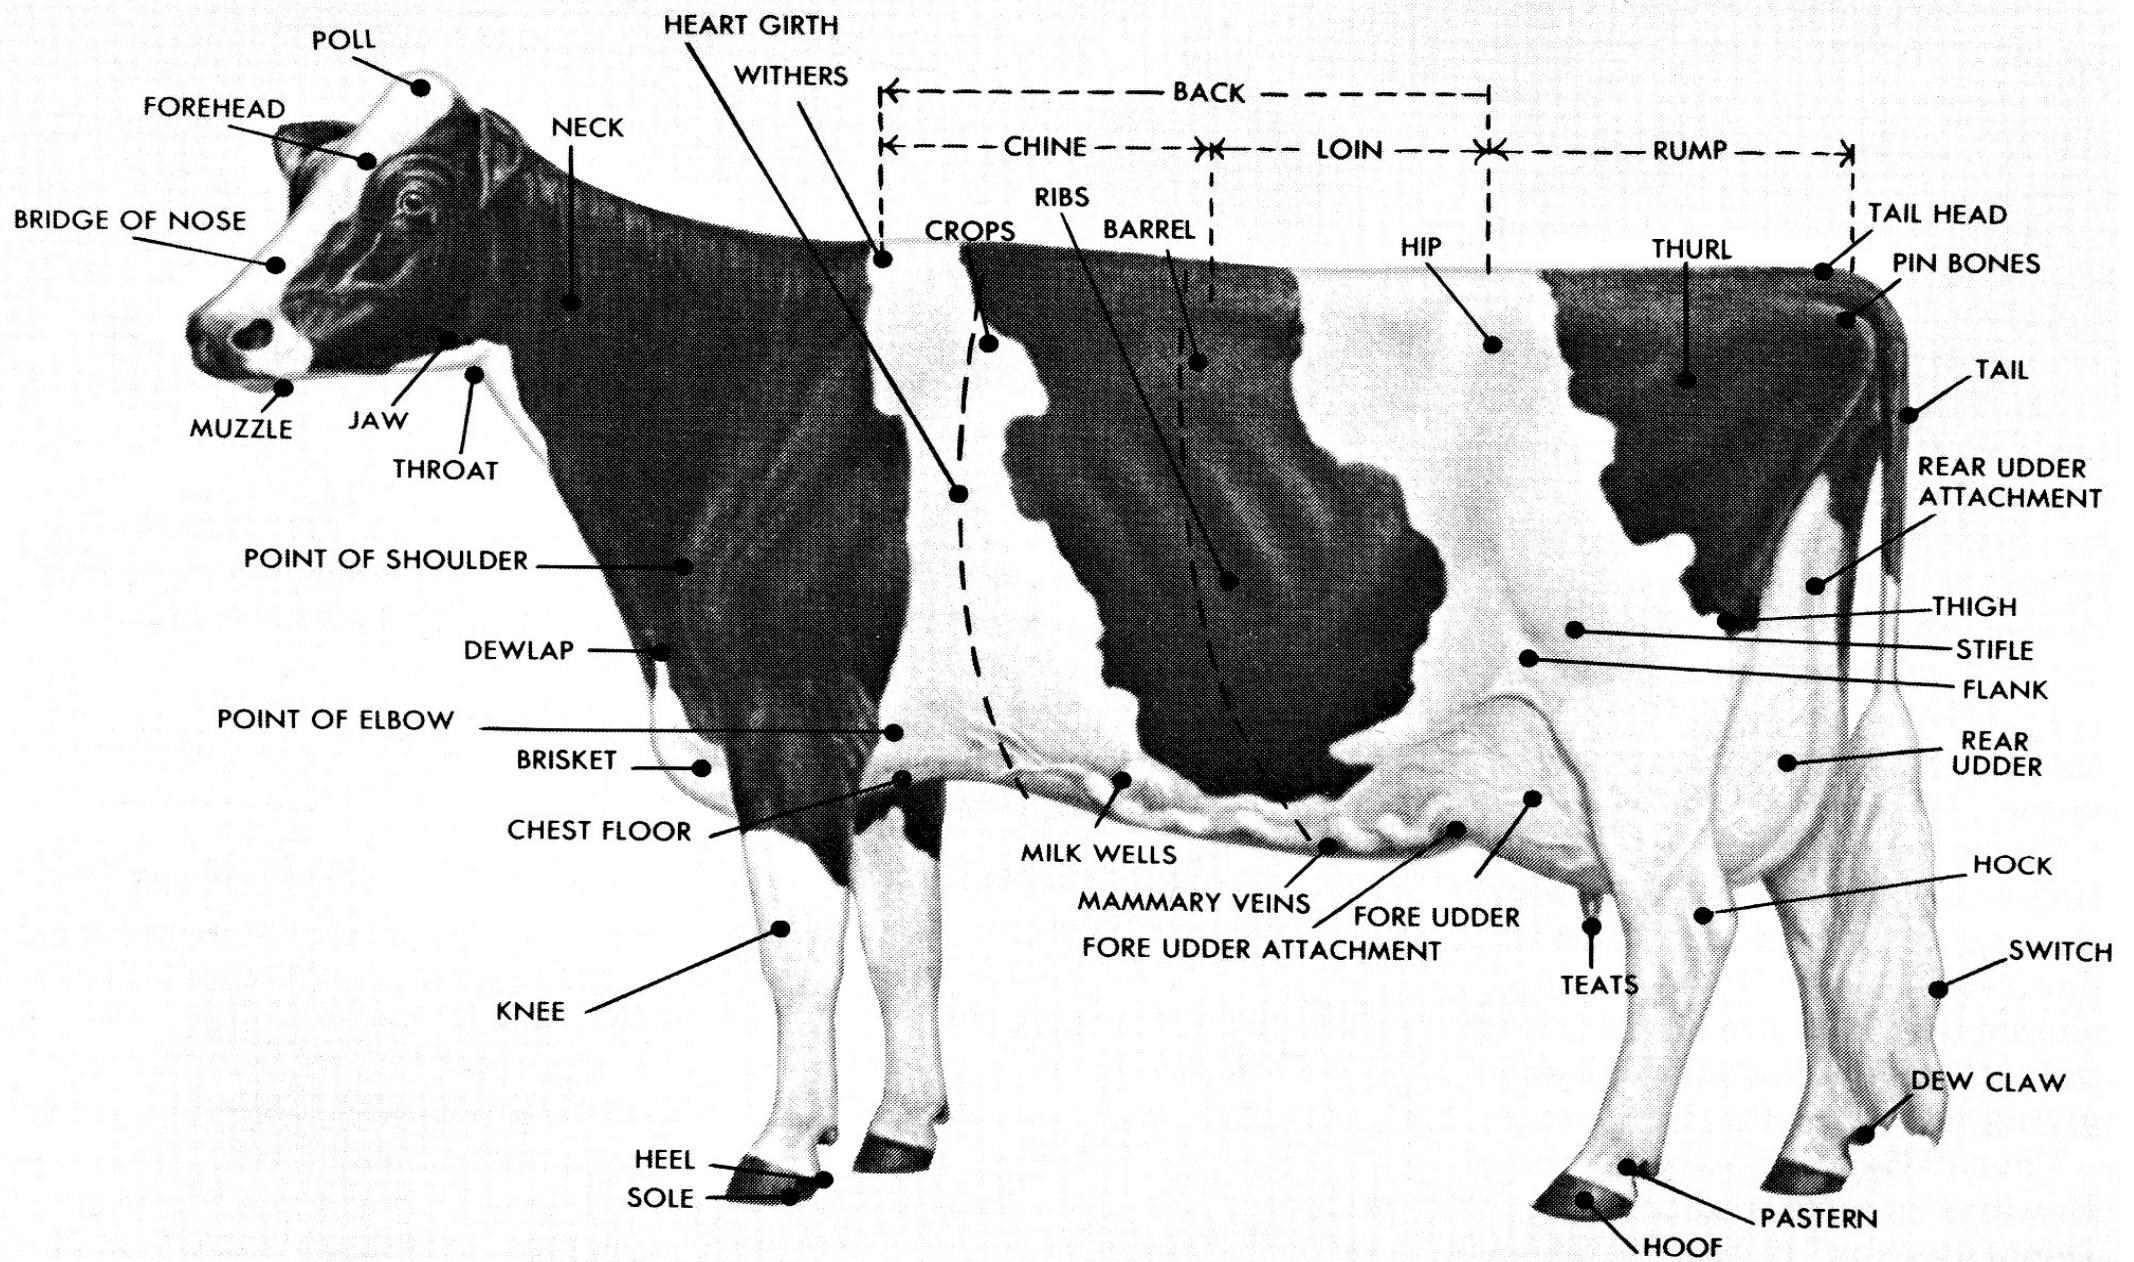 HEART GIRTH
POLL
WITHERS
BACK
FOREHEAD
NECK
CHINE
LOIN
RUMP
RIBS
BRIDGE OF NOSE
CROPS
BARREL
HIP
THURL
TAIL HEAD
PIN BONES
TAIL
MUZZLE
JAW
THROAT
REAR UDDER
ATTACHMENT
POINT OF SHOULDER
THIGH
DEWLAP
STIFLE
FLANK
POINT OF ELBOW
BRISKET
REAR
UDDER
CHEST FLOOR
MILK WELLS
HOCK
MAMMARY VEINS
FORE UDDER
FORE UDDER ATTACHMENT
SWITCH
TEATS
KNEE
DEW CLAW
HEEL
SOLE
PASTERN
HOOF